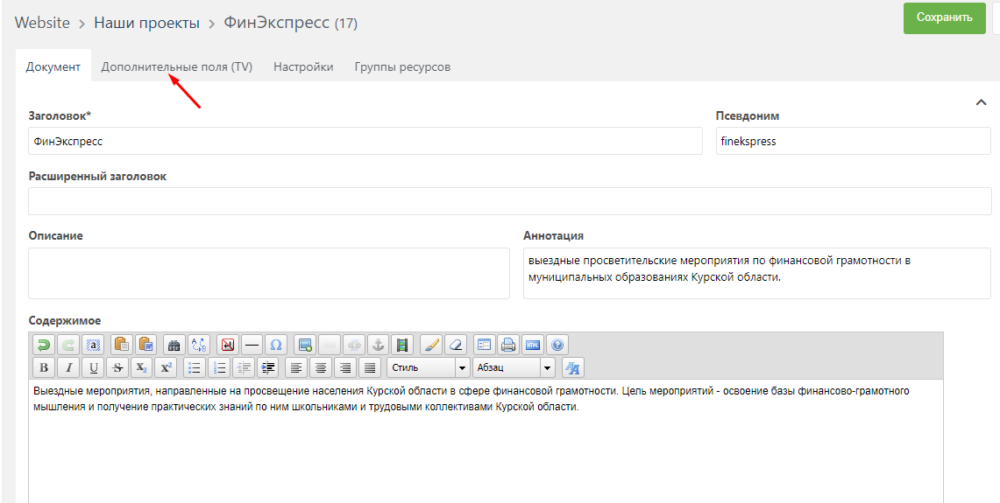 Website > Наши проекты > ФинЭкспресс (17)
Сохранить
Документ Дополнительные поля (TV) Настройки Группы ресурсов
Заголовок* Псевдоним
ФинЭкспресс finekspress
Расширенный заголовок
Описание Аннотация
выездные просветительские мероприятия по финансовой грамотности в
муниципальных образованиях Курской области.
Содержимое
B I U S X₂ X² Стиль Абзац
Выездные мероприятия, направленные на просвещение населения Курской области в сфере финансовой грамотности. Цель мероприятий - освоение базы финансово-грамотного
мышления и получение практических знаний по ним школьниками и трудовыми коллективами Курской области.